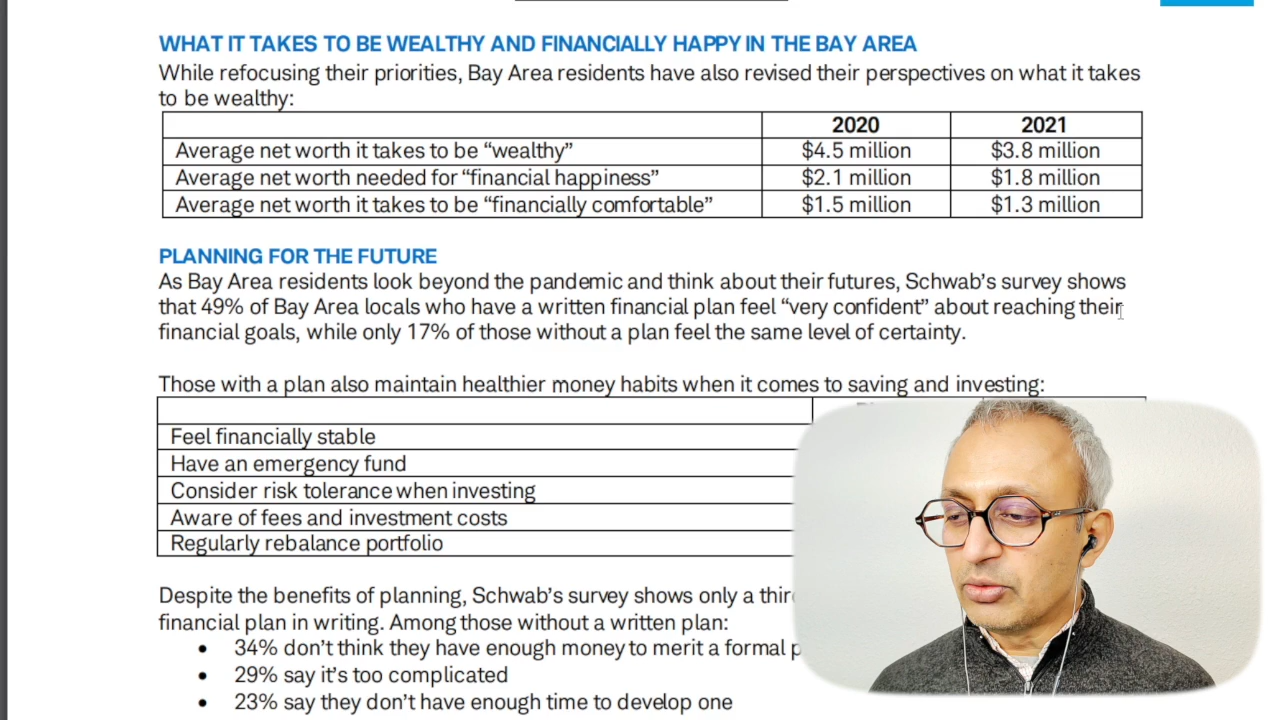 WHAT IT TAKES TO BE WEALTHY AND FINANCIALLY HAPPY IN THE BAY AREA
While refocusing their priorities, Bay Area residents have also revised their perspectives on what it takes
to be wealthy:
2020 2021
Average net worth it takes to be “wealthy” $4.5 million $3.8 million
Average net worth needed for “financial happiness” $2.1 million $1.8 million
Average net worth it takes to be “financially comfortable” $1.5 million $1.3 million
PLANNING FOR THE FUTURE
As Bay Area residents look beyond the pandemic and think about their futures, Schwab’s survey shows
that 49% of Bay Area locals who have a written financial plan feel “very confident” about reaching their
financial goals, while only 17% of those without a plan feel the same level of certainty.
Those with a plan also maintain healthier money habits when it comes to saving and investing:
Feel financially stable
Have an emergency fund
Consider risk tolerance when investing
Aware of fees and investment costs
Regularly rebalance portfolio
Despite the benefits of planning, Schwab’s survey shows only a
financial plan in writing. Among those without a written plan:
• 34% don’t think they have enough money to merit a formal
• 29% say it’s too complicated
• 23% say they don’t have enough time to develop one